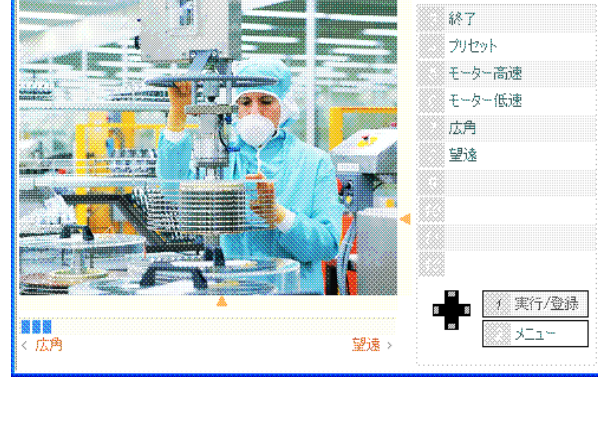 終了
プリセット
モーター高速
モーター低速
広角
望遠
実行/登録
メニュー
< 広角
望遠 >